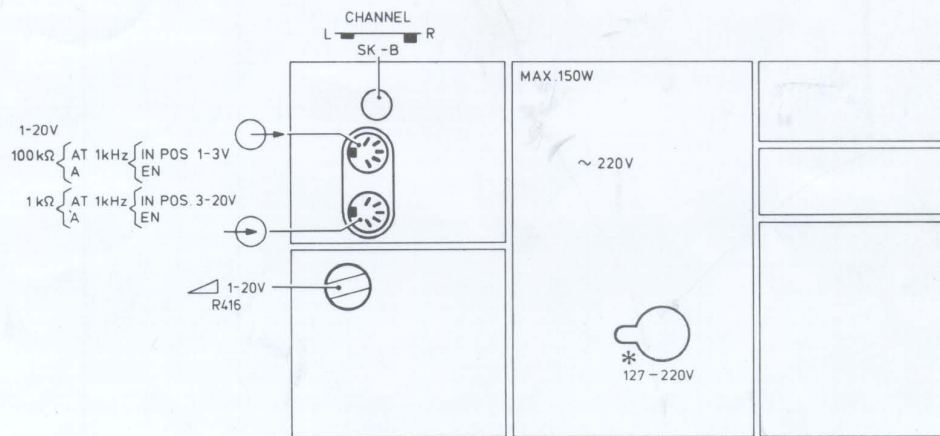 CHANNEL
L R
SK-B
MAX.150W
1-20V
100kΩ { AT 1kHz { IN POS 1-3V
A EN
~ 220V
1kΩ { AT 1kHz { IN POS. 3-20V
A EN
1-20V
R416
*
127-220V